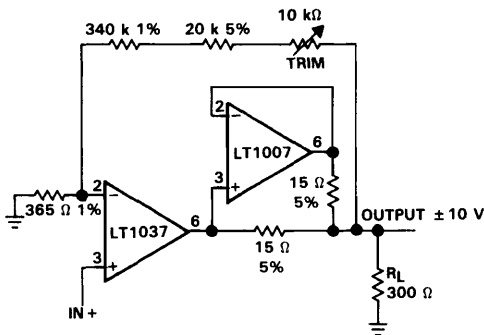 340 k 1%
20 k 5%
10 kΩ
TRIM
2
−
6
LT1007
3
+
15 Ω
5%
2
−
365 Ω 1%
LT1037
6
15 Ω
5%
OUTPUT ±10 V
3
+
IN +
RL
300 Ω